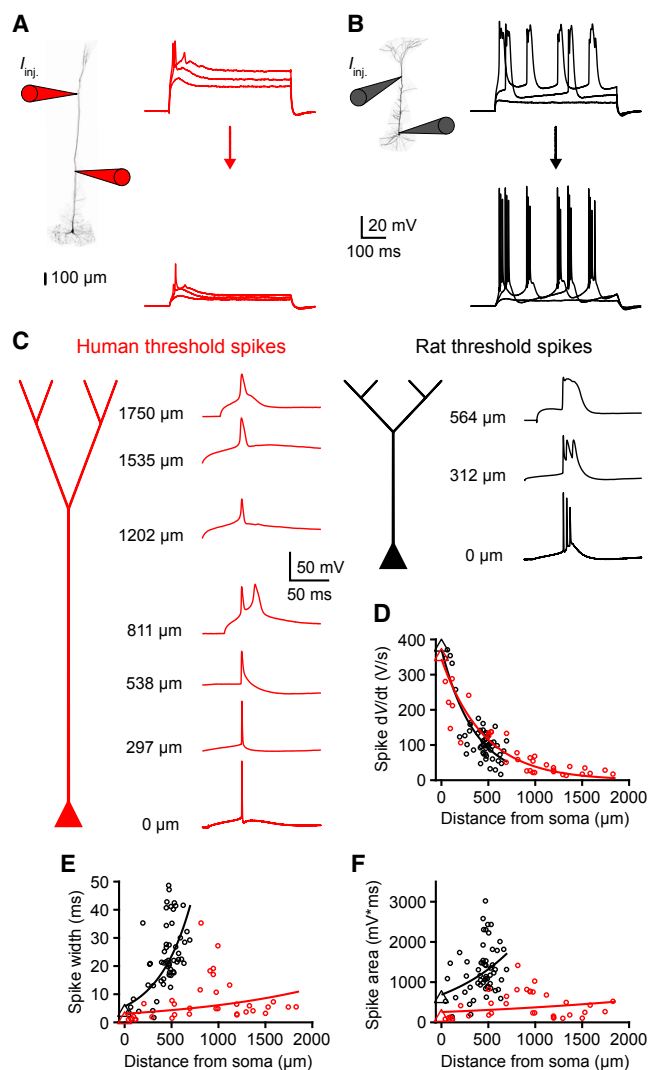 A
I inj.
100 µm
B
I inj.
20 mV
100 ms
C
Human threshold spikes
1750 µm
1535 µm
1202 µm
811 µm
538 µm
297 µm
0 µm
50 mV
50 ms
Rat threshold spikes
564 µm
312 µm
0 µm
D
Spike dV/dt (V/s)
400
300
200
100
0
0 500 1000 1500 2000
Distance from soma (µm)
E
Spike width (ms)
50
40
30
20
10
0
0 500 1000 1500 2000
Distance from soma (µm)
F
Spike area (mV*ms)
3000
2000
1000
0
0 500 1000 1500 2000
Distance from soma (µm)